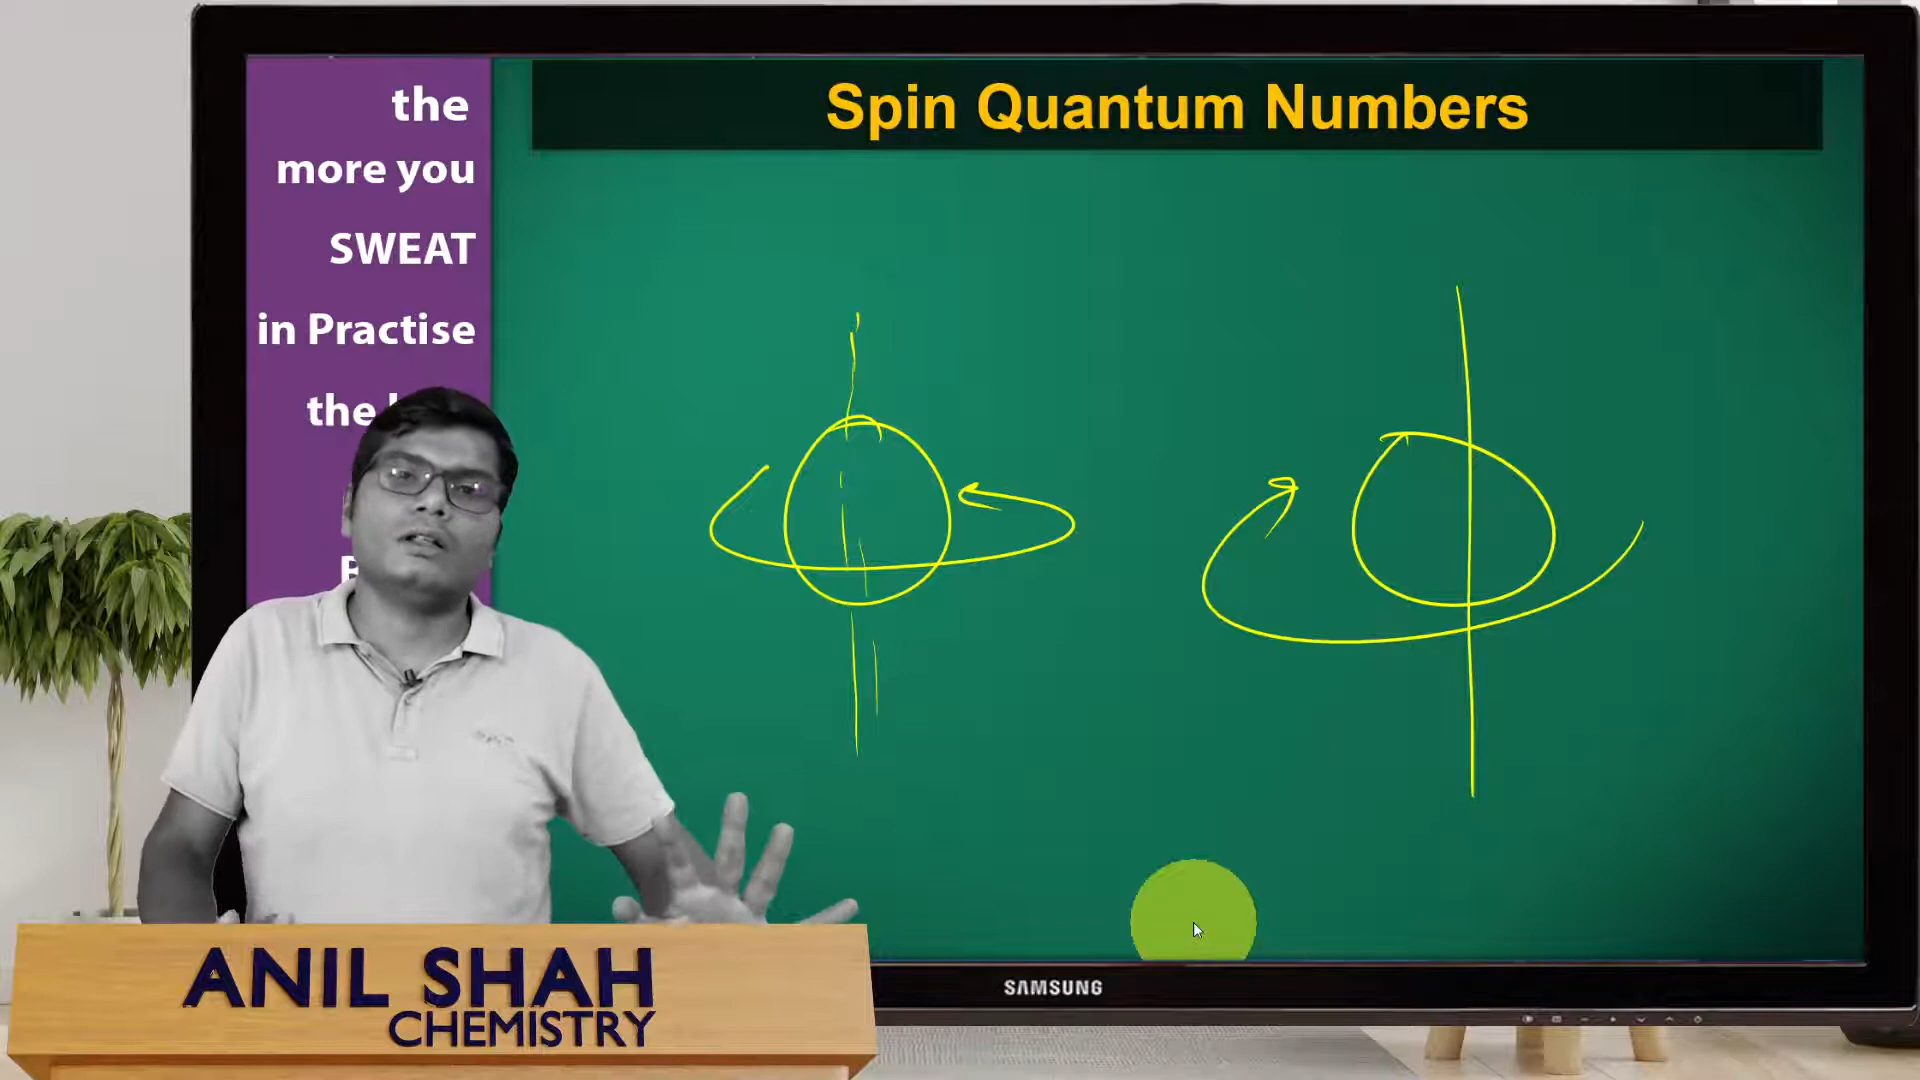 Spin Quantum Numbers
the
more you
SWEAT
in Practise
the
ANIL SHAH
CHEMISTRY
SAMSUNG